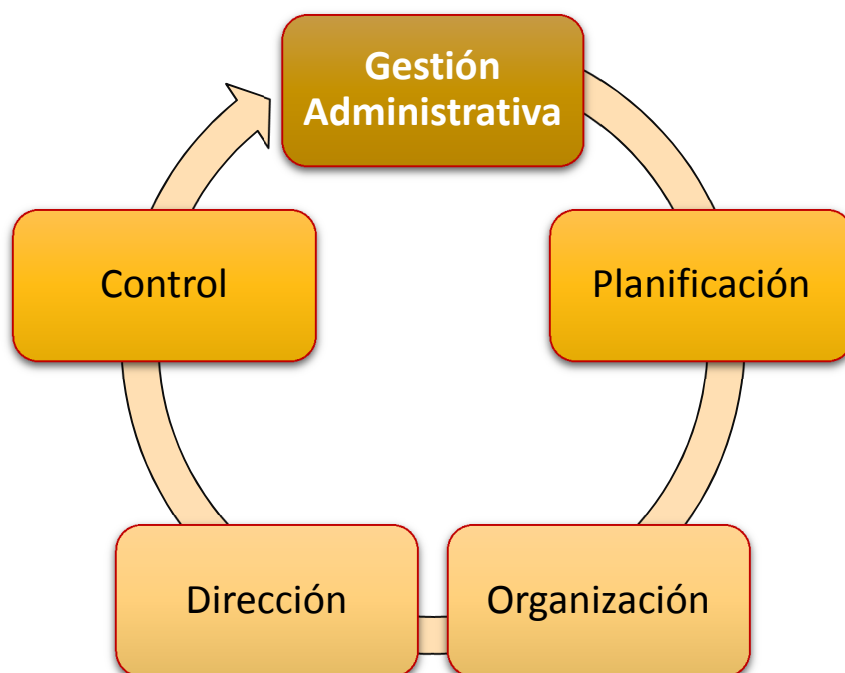 Gestión
Administrativa
Planificación
Organización
Dirección
Control